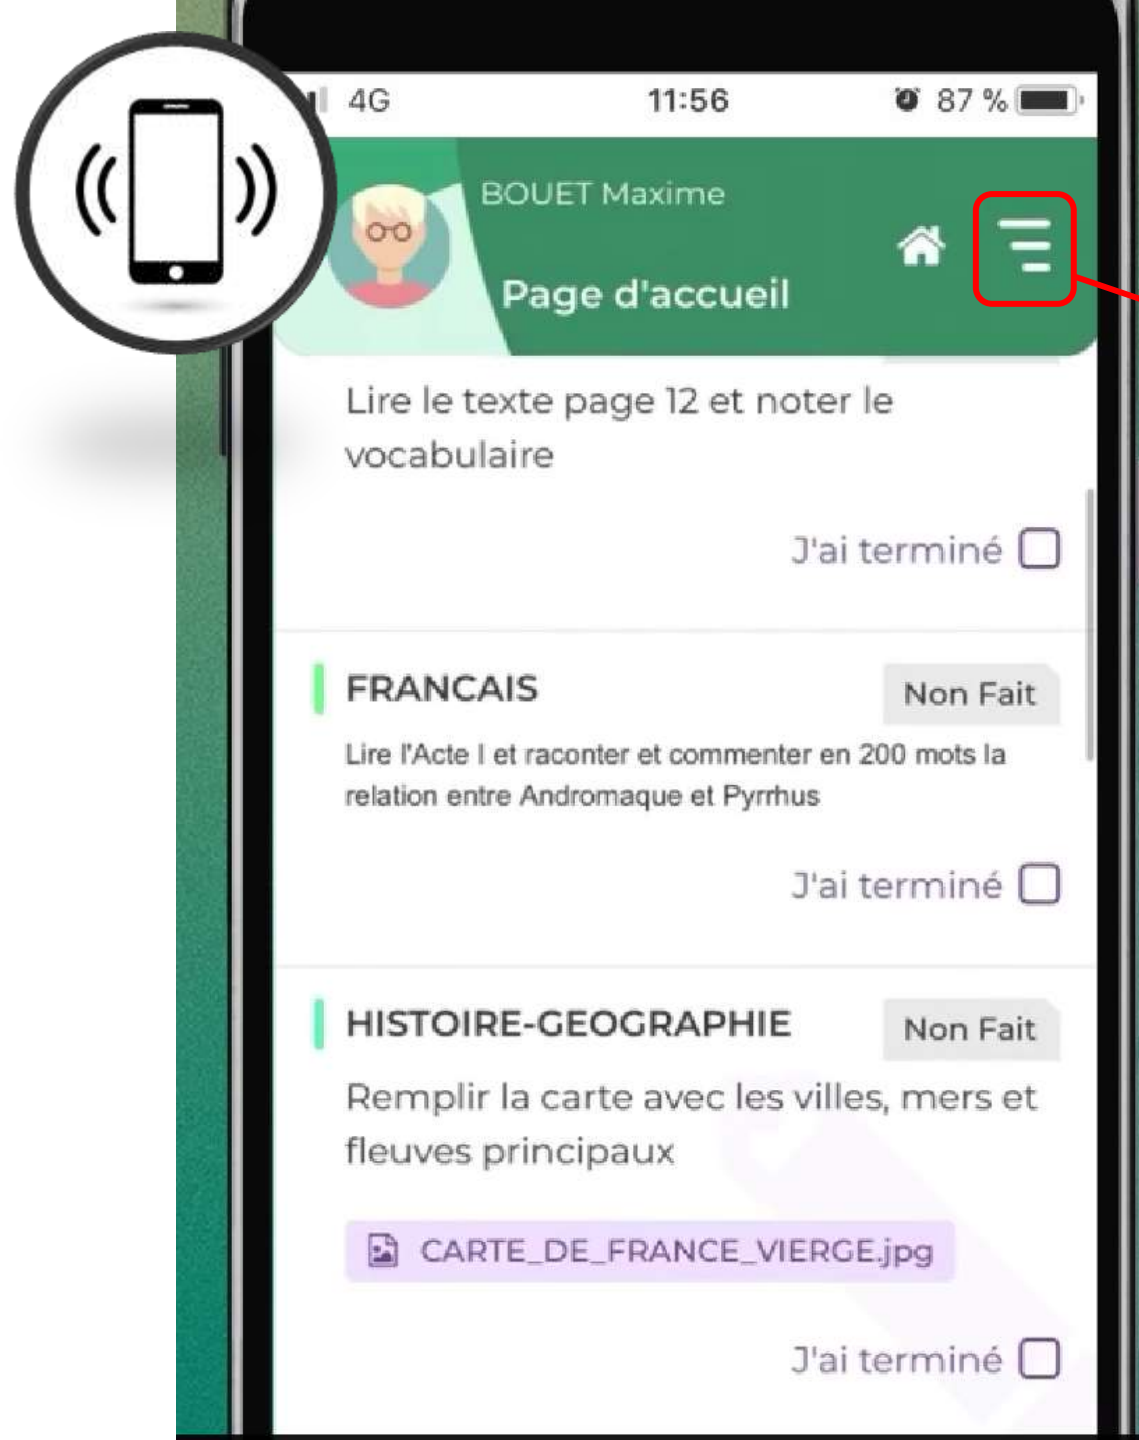 4G 11:56 87 %
BOUET Maxime
Page d'accueil
Lire le texte page 12 et noter le
vocabulaire
J'ai terminé
FRANCAIS Non Fait
Lire l'Acte I et raconter et commenter en 200 mots la
relation entre Andromaque et Pyrrhus
J'ai terminé
HISTOIRE-GEOGRAPHIE Non Fait
Remplir la carte avec les villes, mers et
fleuves principaux
CARTE_DE_FRANCE_VIERGE.jpg
J'ai terminé